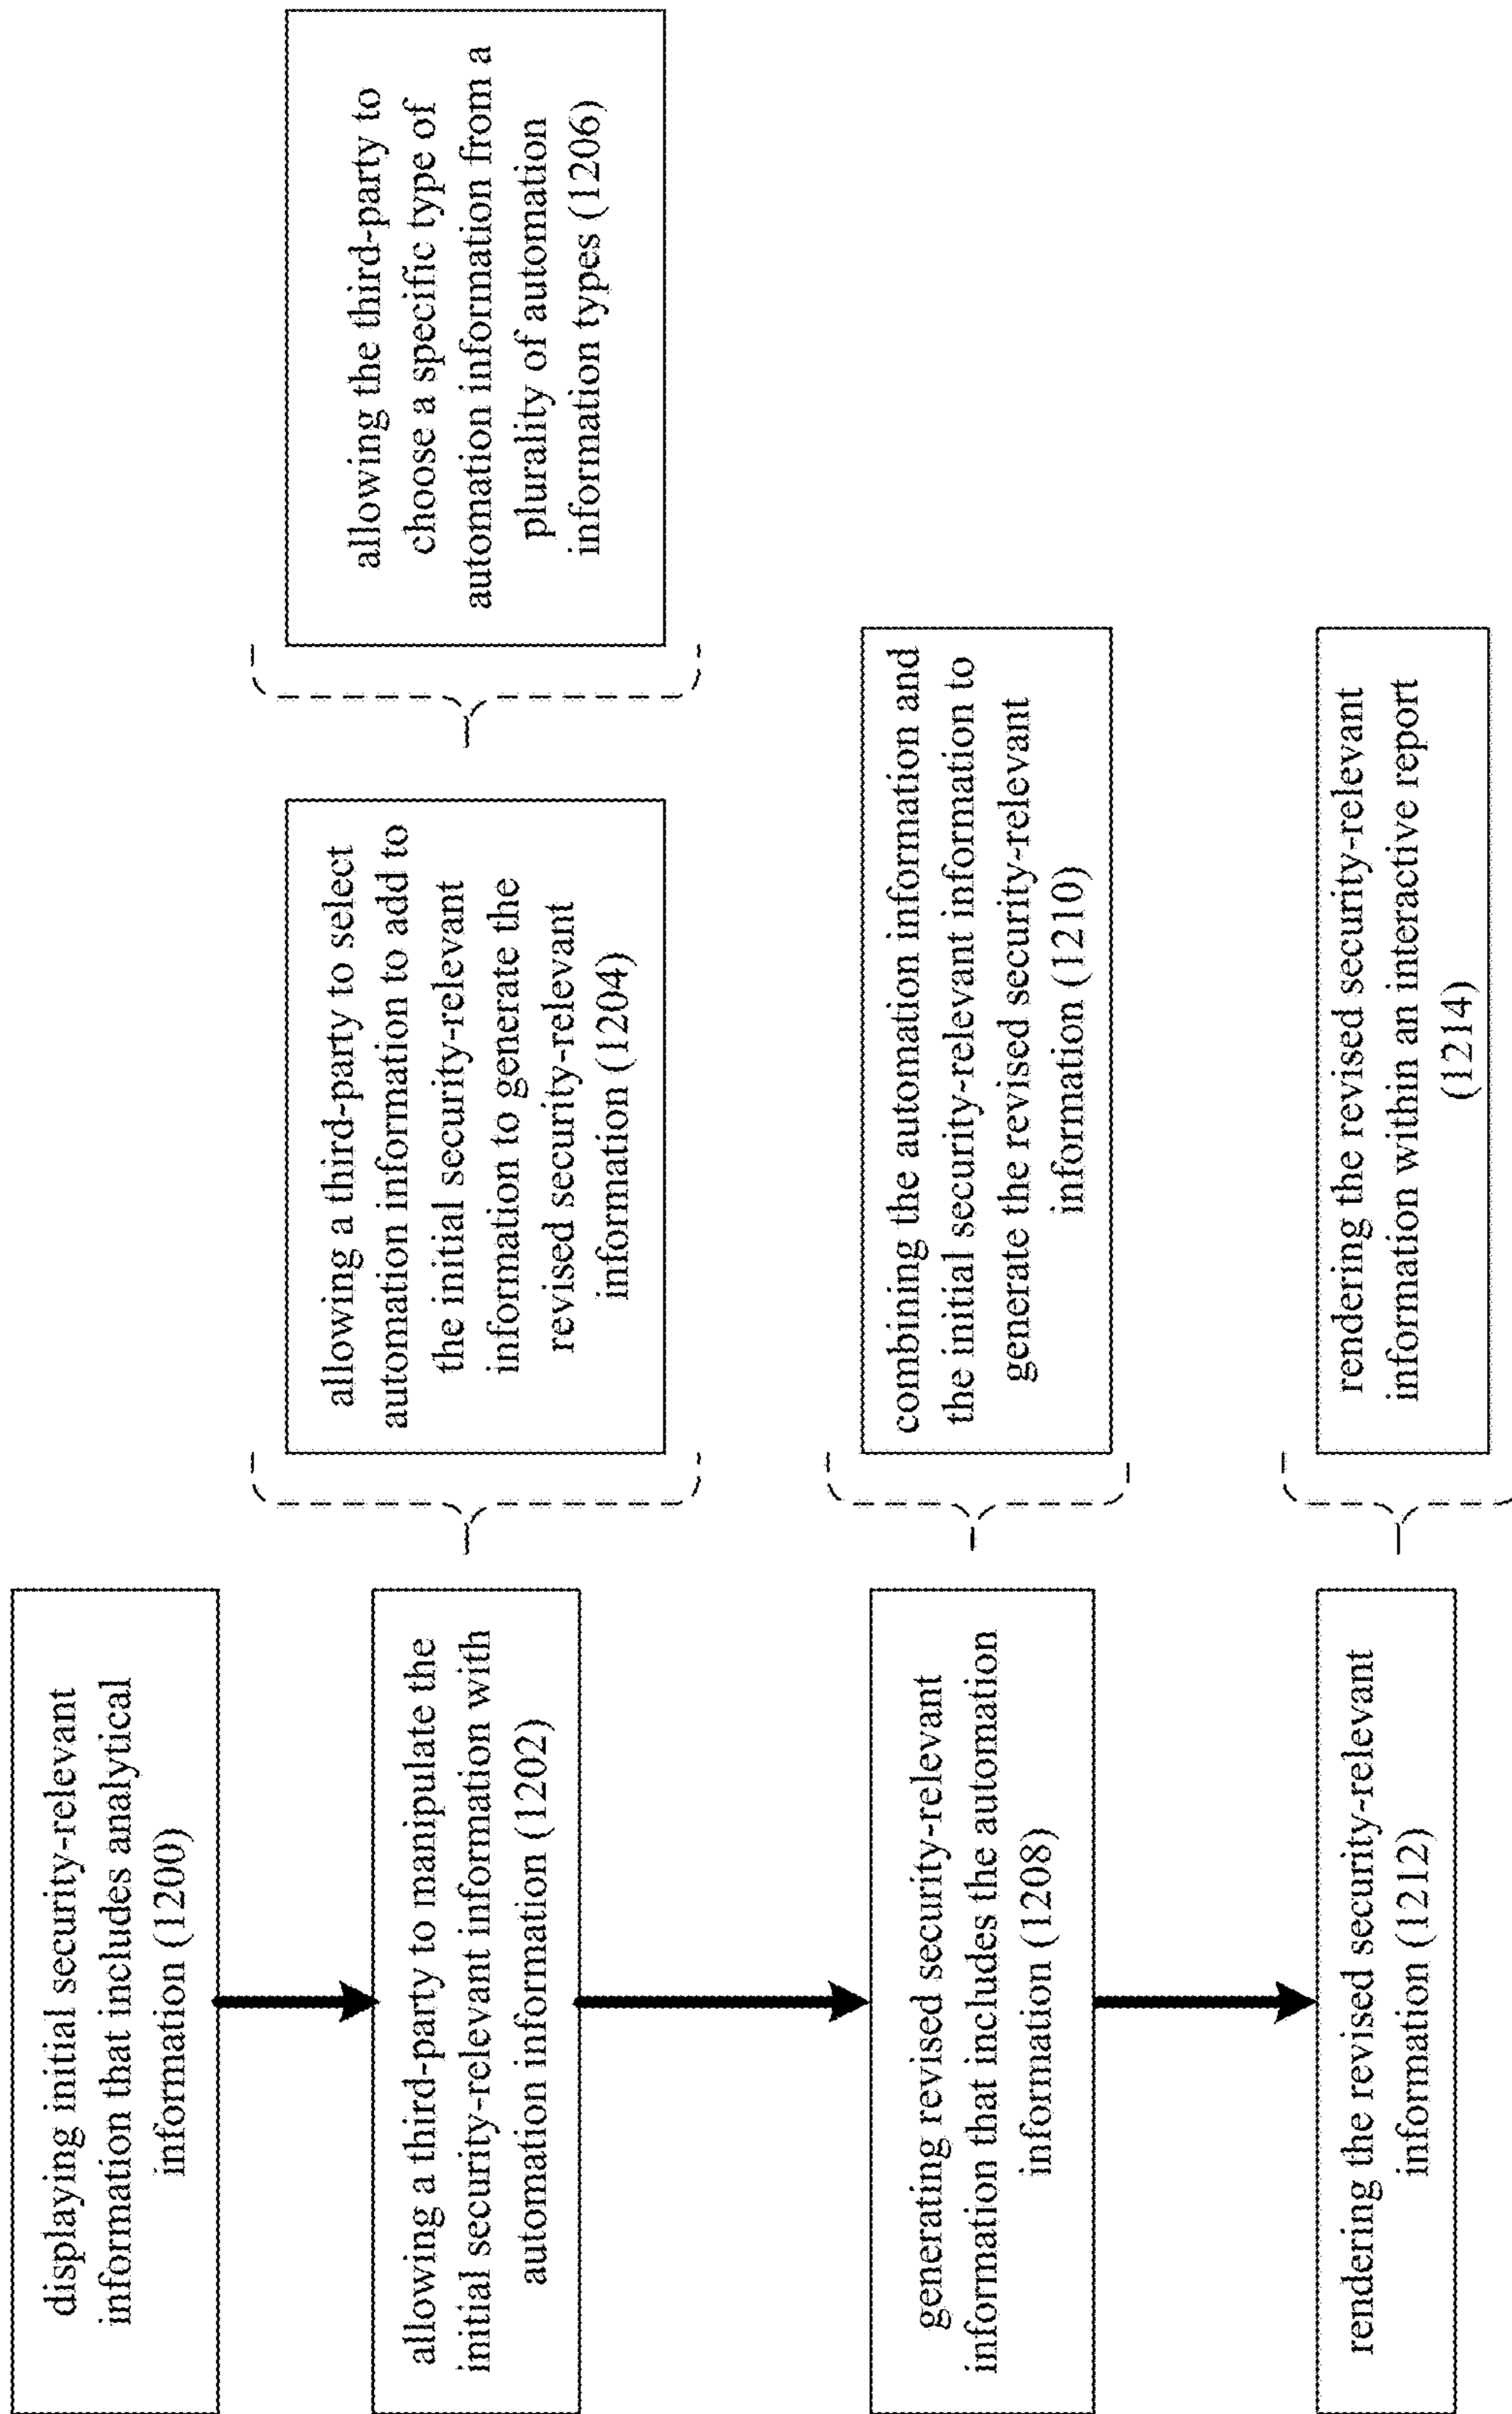 displaying initial security-relevant
information that includes analytical
information (1200)
allowing a third-party to manipulate the
initial security-relevant information with
automation information (1202)
allowing a third-party to select
automation information to add to
the initial security-relevant
information to generate the
revised security-relevant
information (1204)
allowing the third-party to
choose a specific type of
automation information from a
plurality of automation
information types (1206)
generating revised security-relevant
information that includes the automation
information (1208)
combining the automation information and
the initial security-relevant information to
generate the revised security-relevant
information (1210)
rendering the revised security-relevant
information (1212)
rendering the revised security-relevant
information within an interactive report
(1214)